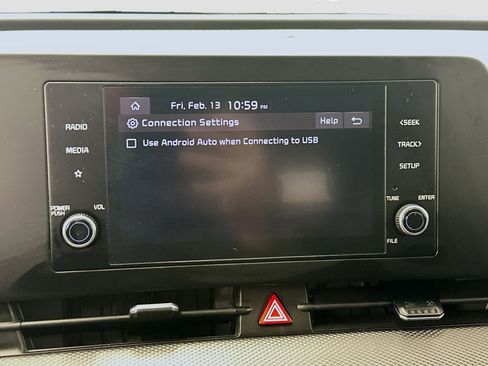 Fri, Feb. 13 10:59 PM
Connection Settings Help
Use Android Auto when Connecting to USB
RADIO
MEDIA
POWER
PUSH
VOL
<SEEK
TRACK>
SETUP
TUNE
ENTER
FILE